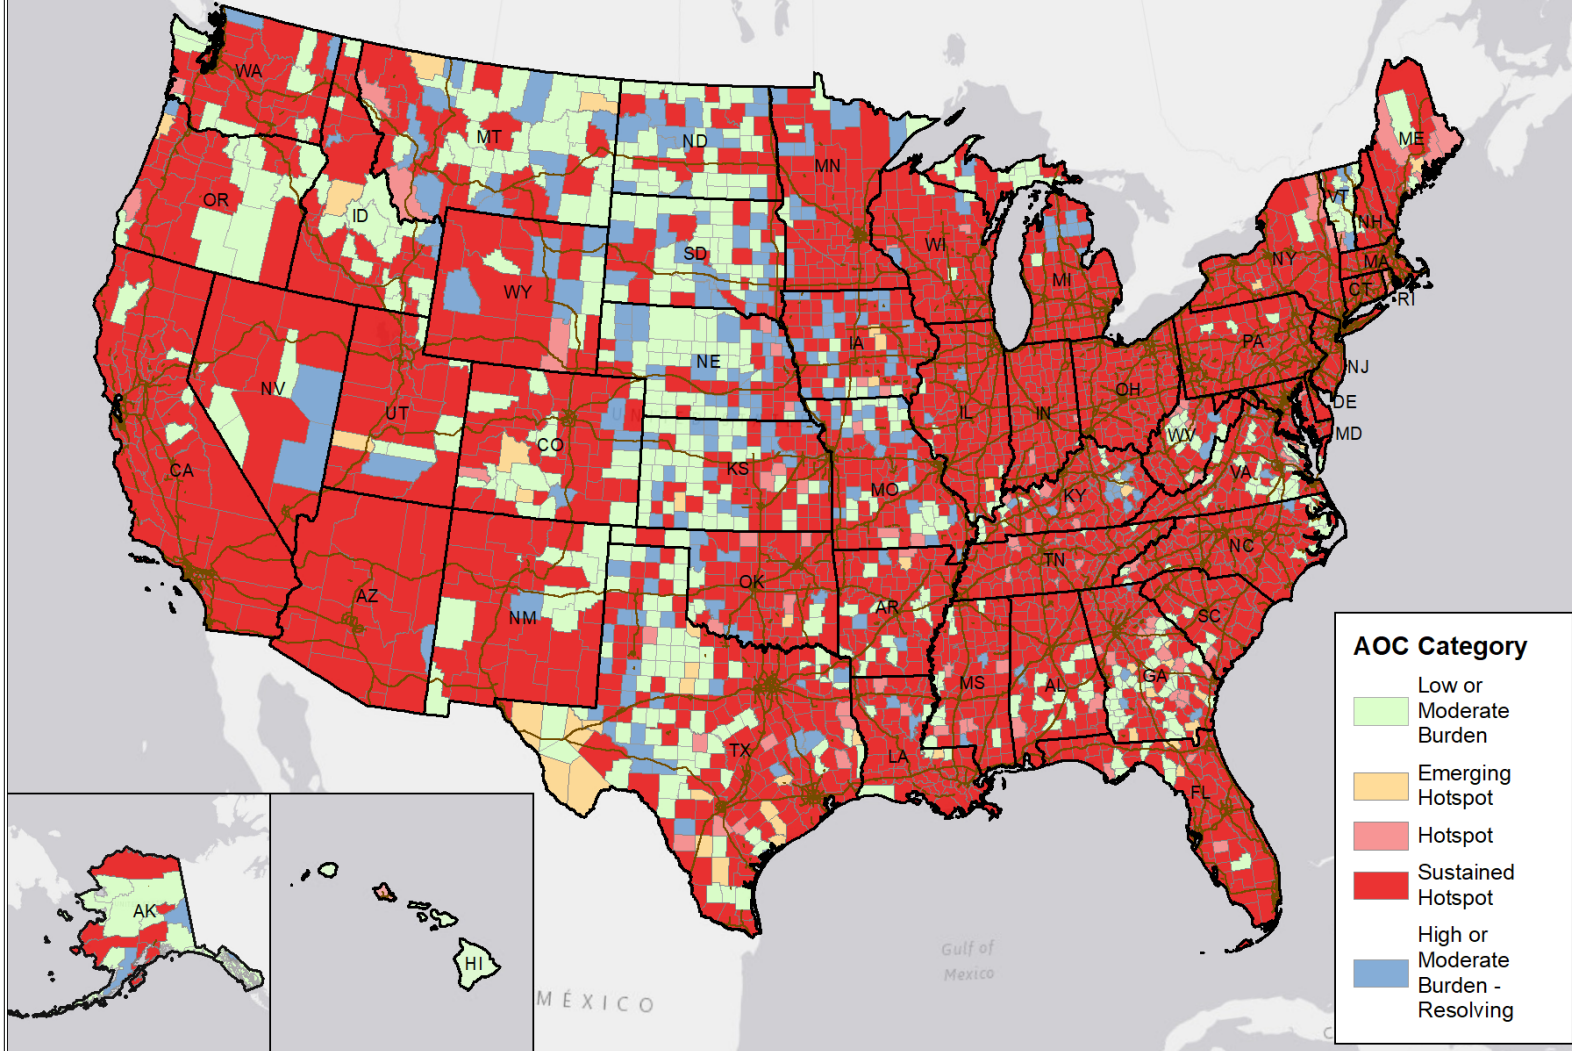 WA
MT
ND
MN
ME
OR
ID
SD
WI
MI
VT
NH
NY
MA
CT
RI
WY
NE
IA
PA
NJ
NV
UT
CO
KS
MO
IL
IN
OH
DE
MD
WV
VA
CA
KY
AZ
NM
OK
AR
TN
NC
SC
TX
LA
MS
AL
GA
FL
AK
HI
MÉXICO
Gulf of
Mexico
AOC Category
Low or
Moderate
Burden
Emerging
Hotspot
Hotspot
Sustained
Hotspot
High or
Moderate
Burden -
Resolving